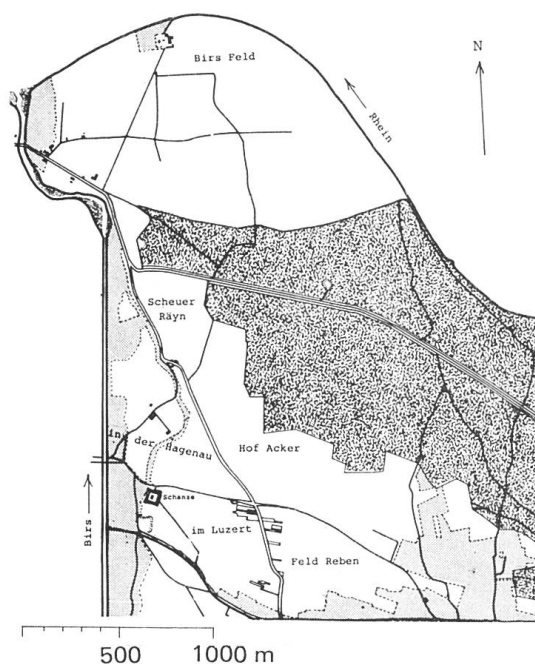 Birs Feld
N
Rhein
Scheuer
Räyn
in der Hagenau
Hof Acker
Schanze
Birs
im Luzert
Feld Reben
500 1000 m